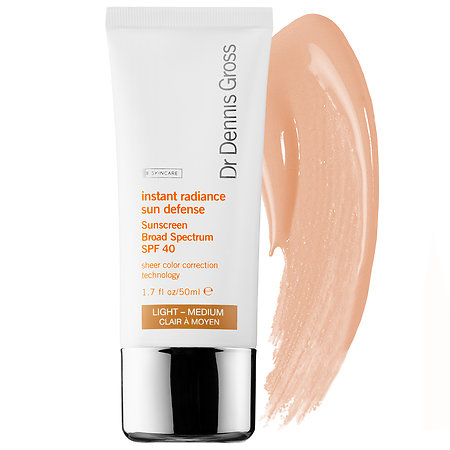 Dr Dennis Gross
SKINCARE
instant radiance
sun defense
Sunscreen
Broad Spectrum
SPF 40
sheer color correction
technology
1.7 fl oz/50ml e
LIGHT – MEDIUM
CLAIR À MOYEN